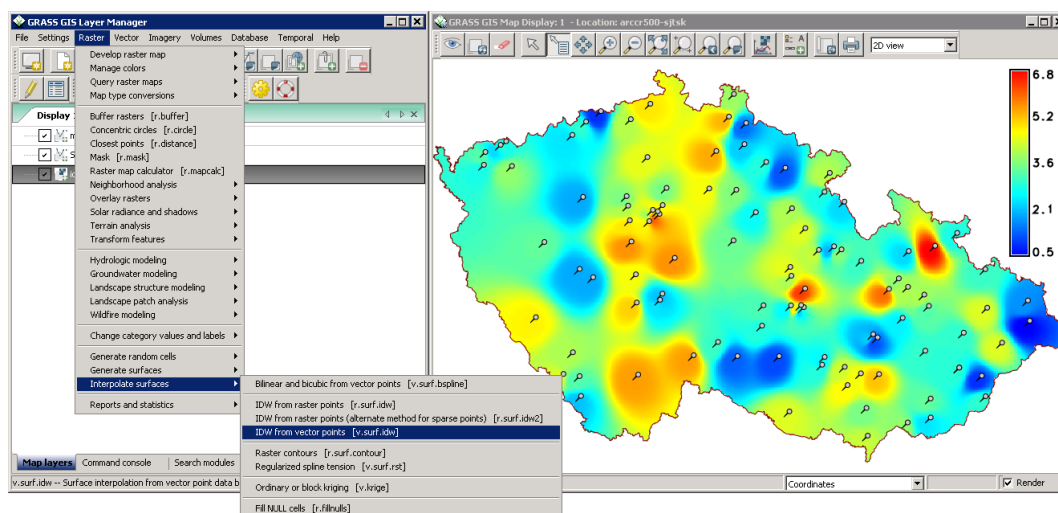 GRASS GIS Layer Manager
File Settings Raster Vector Imagery Volumes Database Temporal Help
Develop raster map
Manage colors
Query raster maps
Map type conversions
Display
Buffer rasters [r.buffer]
Concentric circles [r.circle]
Closest points [r.distance]
Mask [r.mask]
Raster map calculator [r.mapcalc]
Neighborhood analysis
Overlay rasters
Solar radiance and shadows
Terrain analysis
Transform features
Hydrologic modeling
Groundwater modeling
Landscape structure modeling
Landscape patch analysis
Wildfire modeling
Change category values and labels
Generate random cells
Generate surfaces
Interpolate surfaces
Reports and statistics
Bilinear and bicubic from vector points [v.surf.bspline]
IDW from raster points [r.surf.idw]
IDW from raster points (alternate method for sparse points) [r.surf.idw2]
IDW from vector points [v.surf.idw]
Raster contours [r.surf.contour]
Regularized spline tension [v.surf.rst]
Ordinary or block kriging [v.krige]
Fill NULL cells [r.fillnulls]
Map layers Command console Search modules
v.surf.idw -- Surface interpolation from vector point data b
GRASS GIS Map Display: 1 - Location: arccr500-sjtsk
2D view
6.8
5.2
3.6
2.1
0.5
Coordinates
Render